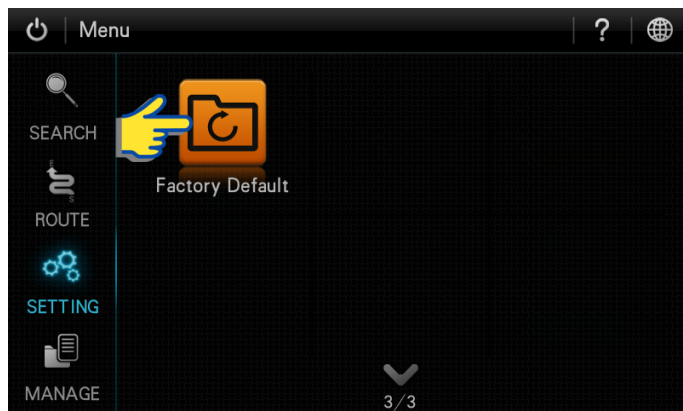 Menu
?
SEARCH
Factory Default
ROUTE
SETTING
MANAGE
3/3